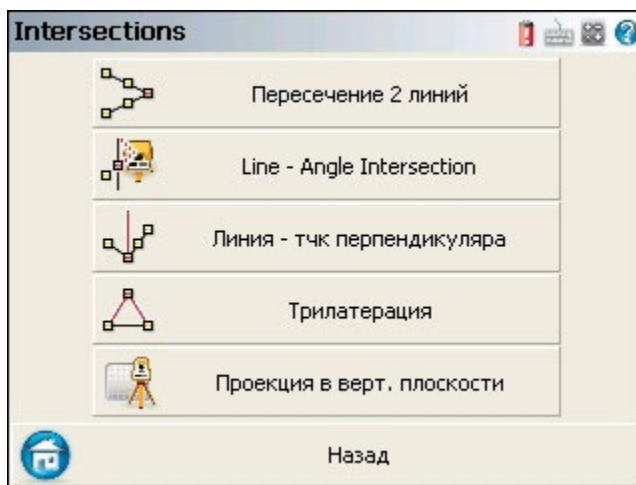 Intersections
Пересечение 2 линий
Line - Angle Intersection
Линия - тчк перпендикуляра
Трилатерация
Проекция в верт. плоскости
Назад